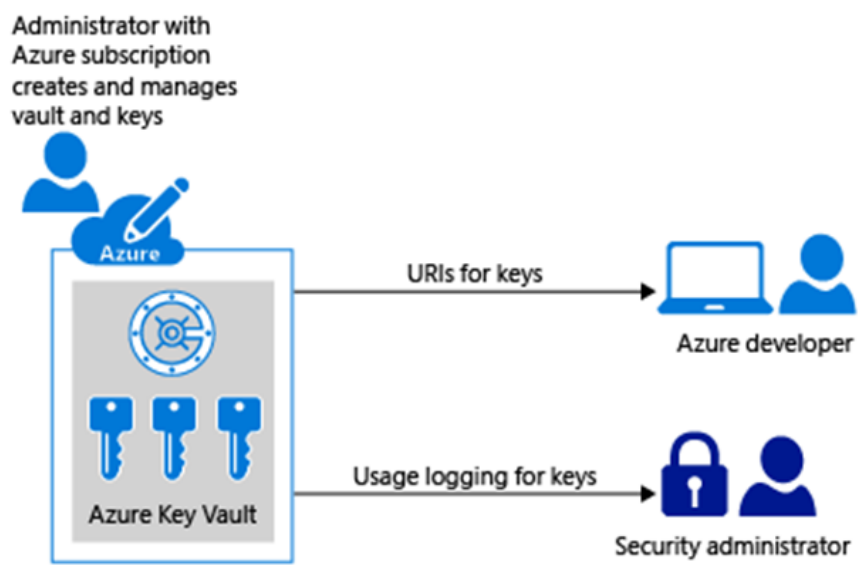 Administrator with
Azure subscription
creates and manages
vault and keys
Azure
URIs for keys
Azure developer
Usage logging for keys
Azure Key Vault
Security administrator